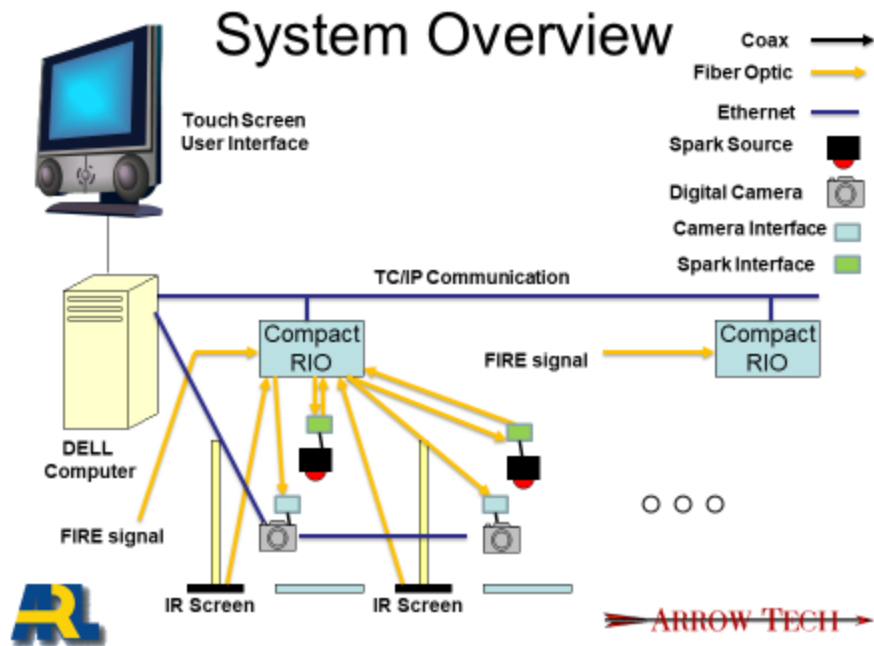 System Overview
Coax
Fiber Optic
Ethernet
Spark Source
Digital Camera
Camera Interface
Spark Interface
Touch Screen
User Interface
TC/IP Communication
Compact
RIO
Compact
RIO
FIRE signal
DELL
Computer
FIRE signal
IR Screen
IR Screen
ARL
ARROW TECH